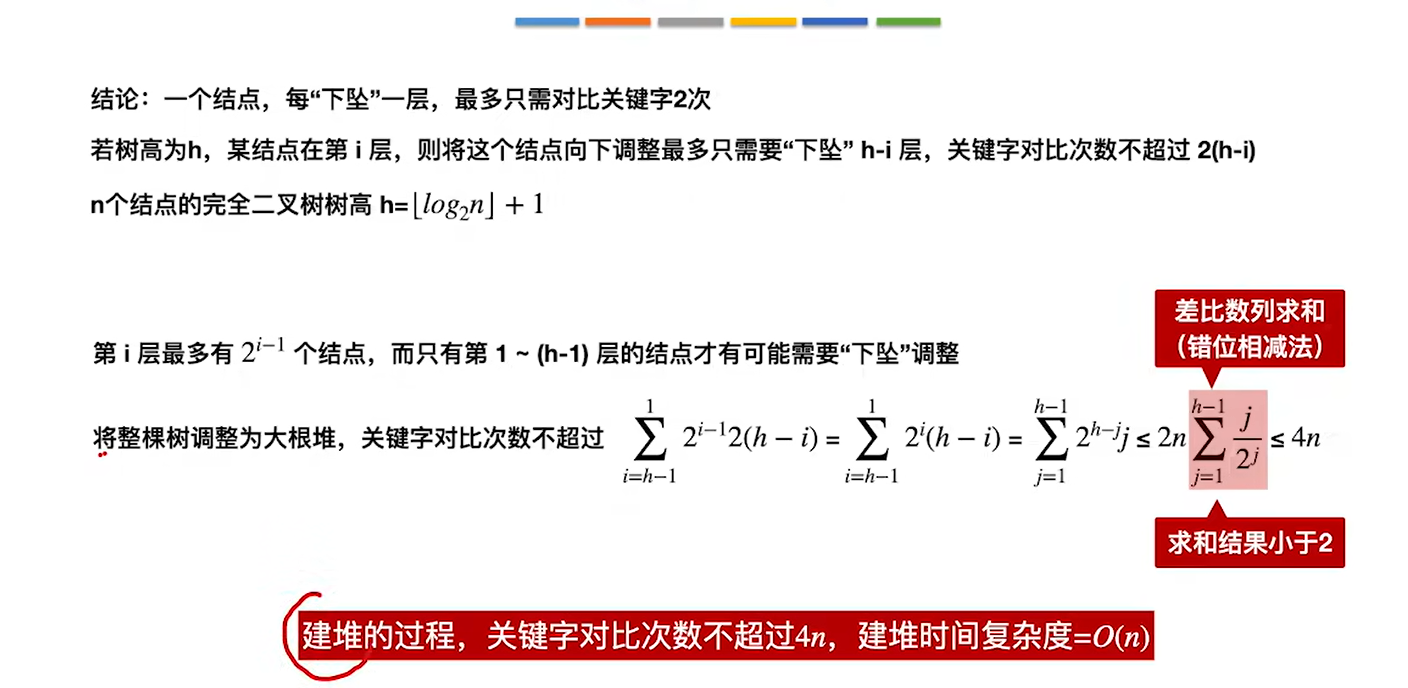 结论：一个结点，每“下坠”一层，最多只需对比关键字2次
若树高为h，某结点在第 i 层，则将这个结点向下调整最多只需要“下坠” h-i 层，关键字对比次数不超过 2(h-i)
n个结点的完全二叉树树高 h=⌊log₂n⌋ + 1
差比数列求和
（错位相减法）
第 i 层最多有 2^{i−1} 个结点，而只有第 1 ~ (h-1) 层的结点才有可能需要“下坠”调整
将整棵树调整为大根堆，关键字对比次数不超过 \sum_{i=h−1}^{1} 2^{i−1}2(h − i) = \sum_{i=h−1}^{1} 2^{i}(h − i) = \sum_{j=1}^{h−1} 2^{h−j}j ≤ 2n \sum_{j=1}^{h−1} \frac{j}{2^{j}} ≤ 4n
求和结果小于2
建堆的过程，关键字对比次数不超过4n，建堆时间复杂度=O(n)